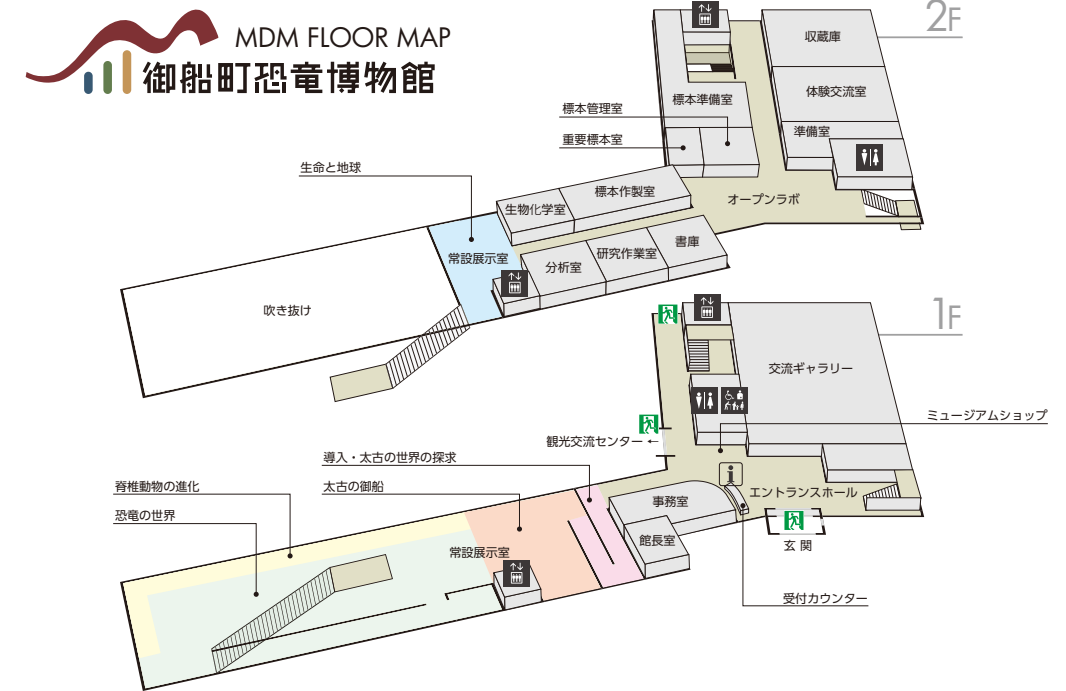 MDM FLOOR MAP
御船町恐竜博物館
2F
収蔵庫
体験交流室
準備室
標本準備室
標本管理室
重要標本室
生命と地球
標本作製室
生物化学室
オープンラボ
常設展示室
分析室
研究作業室
書庫
吹き抜け
1F
交流ギャラリー
ミュージアムショップ
観光交流センター ←
導入・太古の世界の探求
太古の御船
脊椎動物の進化
恐竜の世界
エントランスホール
事務室
館長室
常設展示室
玄 関
受付カウンター